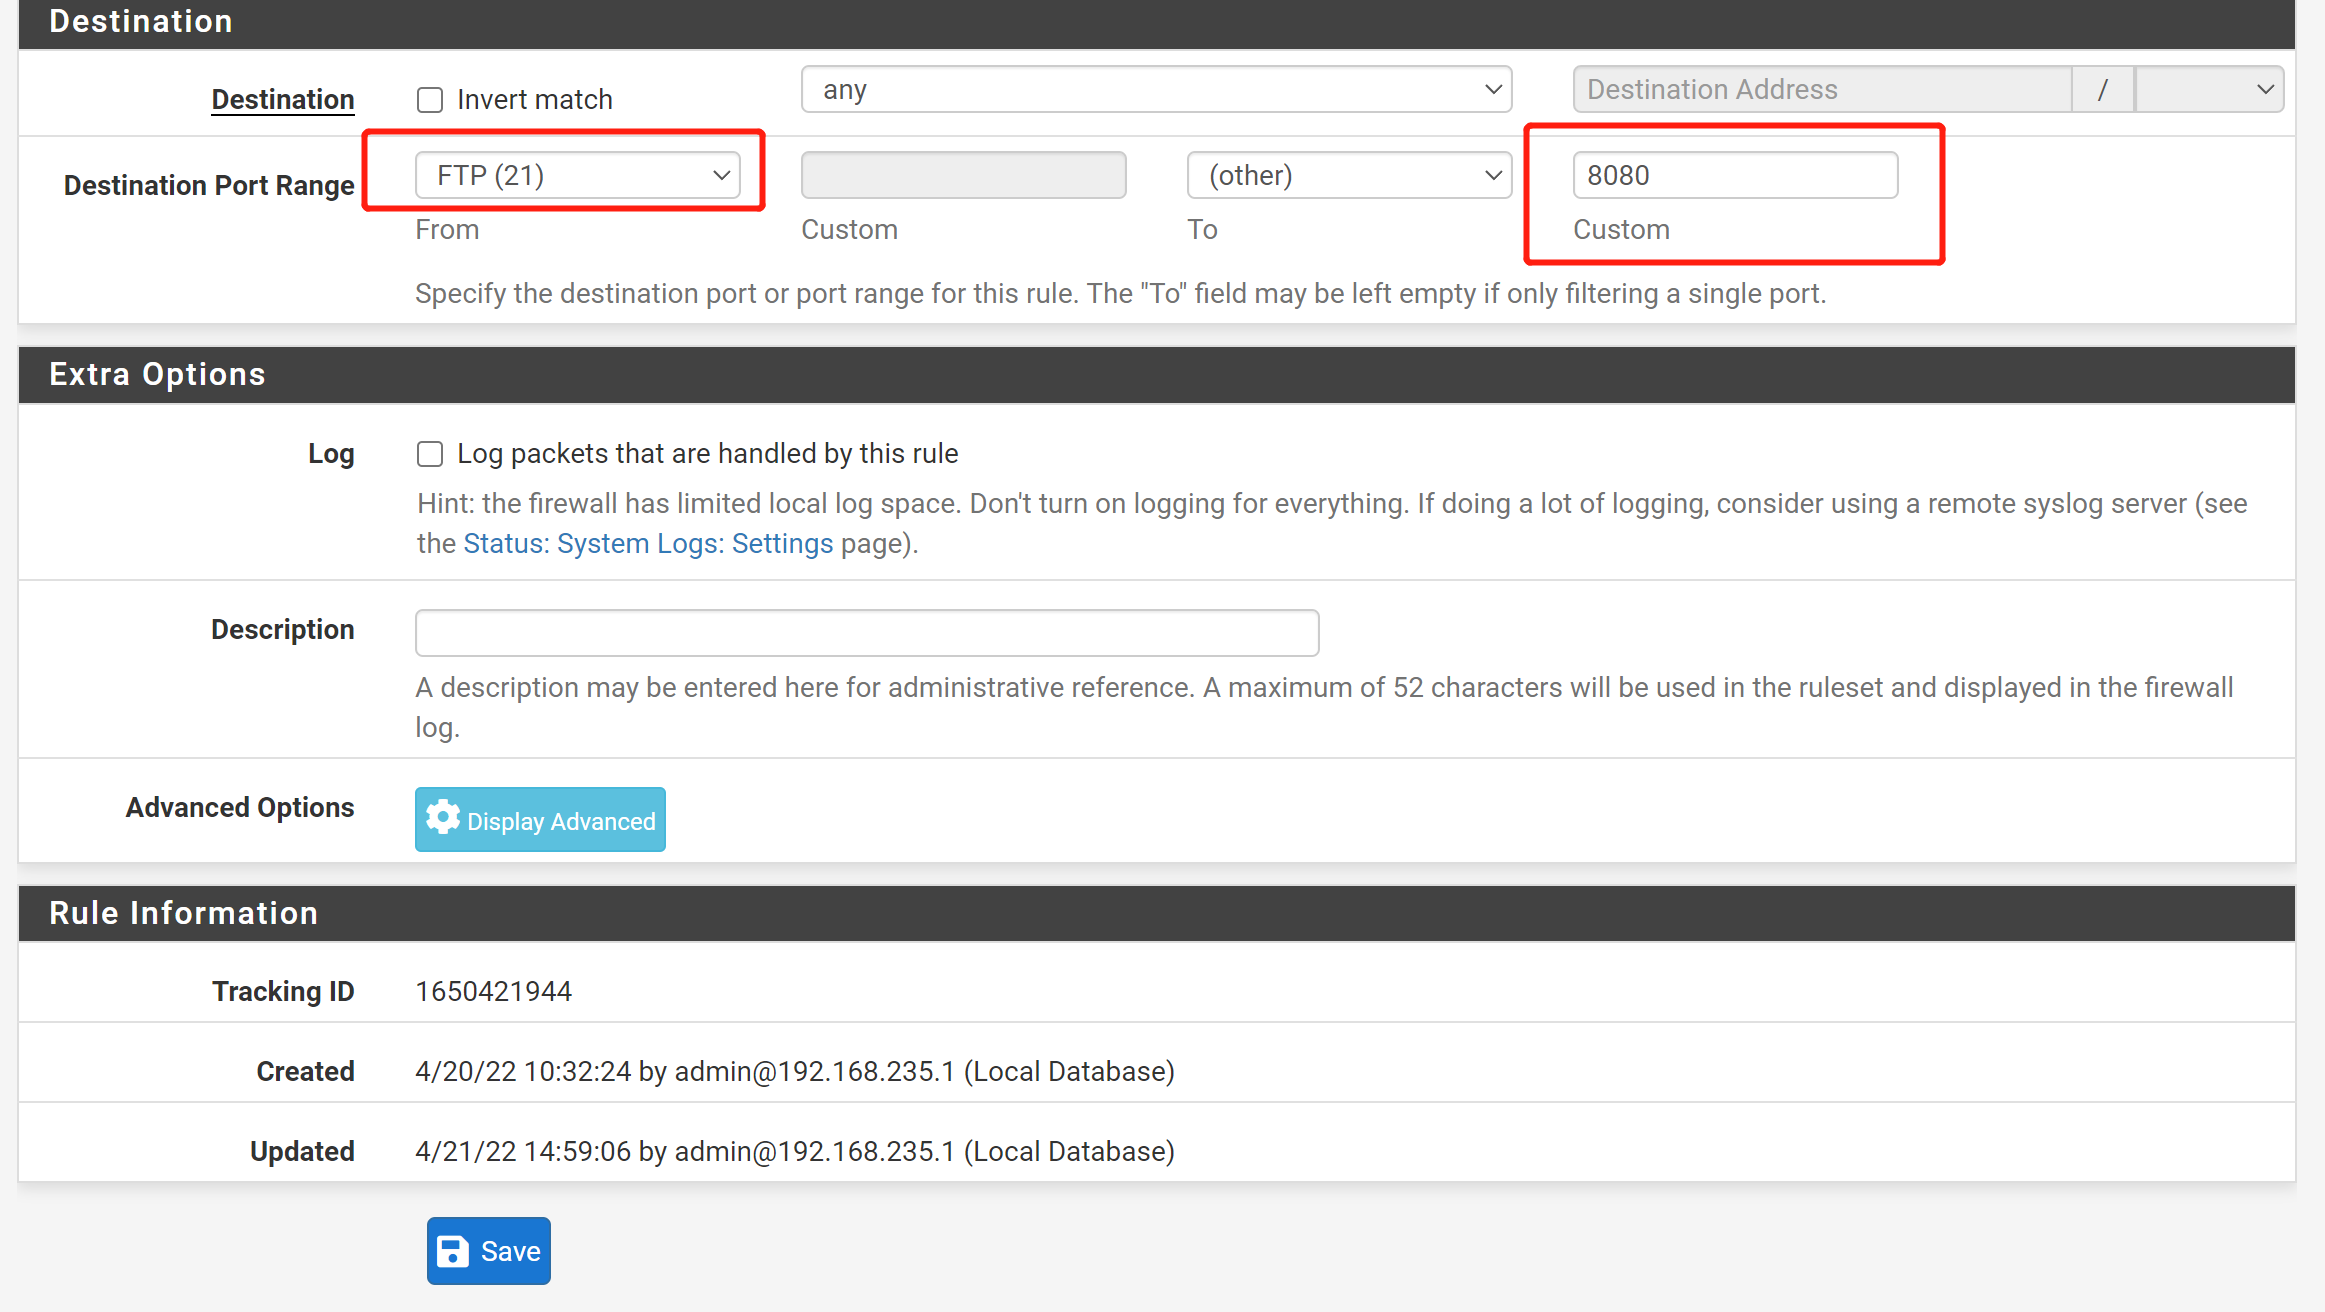 Destination
Destination Invert match any Destination Address /
Destination Port Range FTP (21) (other) 8080
From Custom To Custom
Specify the destination port or port range for this rule. The "To" field may be left empty if only filtering a single port.
Extra Options
Log Log packets that are handled by this rule
Hint: the firewall has limited local log space. Don't turn on logging for everything. If doing a lot of logging, consider using a remote syslog server (see
the Status: System Logs: Settings page).
Description
A description may be entered here for administrative reference. A maximum of 52 characters will be used in the ruleset and displayed in the firewall
log.
Advanced Options Display Advanced
Rule Information
Tracking ID 1650421944
Created 4/20/22 10:32:24 by admin@192.168.235.1 (Local Database)
Updated 4/21/22 14:59:06 by admin@192.168.235.1 (Local Database)
Save